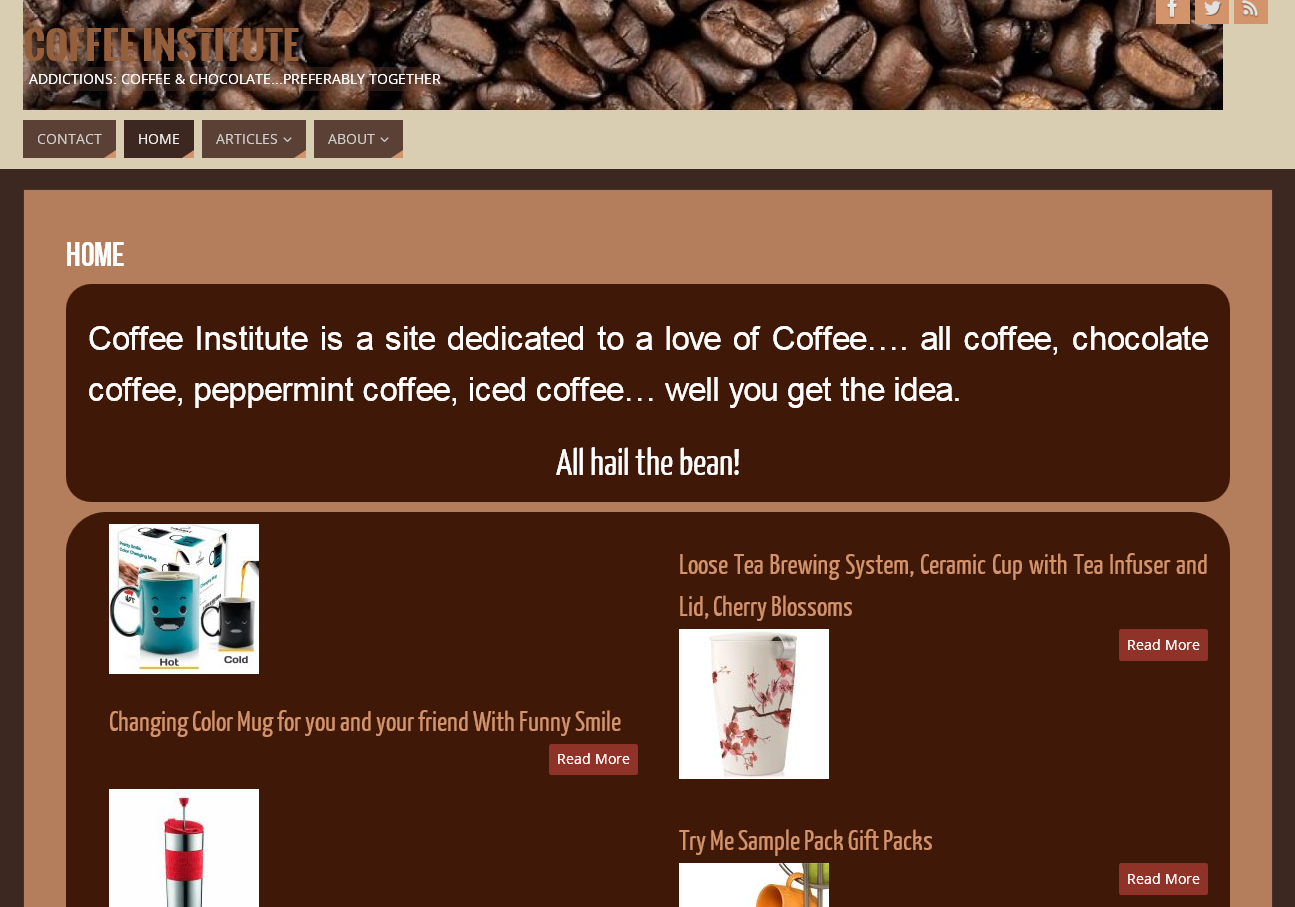 COFFEE INSTITUTE
ADDICTIONS: COFFEE & CHOCOLATE...PREFERABLY TOGETHER
CONTACT
HOME
ARTICLES
ABOUT
HOME
Coffee Institute is a site dedicated to a love of Coffee…. all coffee, chocolate
coffee, peppermint coffee, iced coffee… well you get the idea.
All hail the bean!
Hot
Cold
Changing Color Mug for you and your friend With Funny Smile
Read More
Loose Tea Brewing System, Ceramic Cup with Tea Infuser and
Lid, Cherry Blossoms
Read More
Try Me Sample Pack Gift Packs
Read More